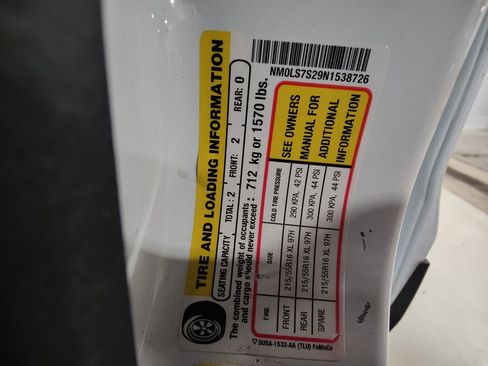 NM0LS7S29N1538726
TIRE AND LOADING INFORMATION
SEATING CAPACITY TOTAL: 2 FRONT: 2 REAR: 0
The combined weight of occupants and cargo should never exceed: 712 kg or 1570 lbs.
TIRE SIZE COLD TIRE PRESSURE
FRONT 215/55R16 XL 97H 290 KPA, 42 PSI
REAR 215/55R16 XL 97H 300 KPA, 44 PSI
SPARE 215/55R16 XL 97H 300 KPA, 44 PSI
SEE OWNERS
MANUAL FOR
ADDITIONAL
INFORMATION
5U5A-1532-AA (TLU) FoMoCo